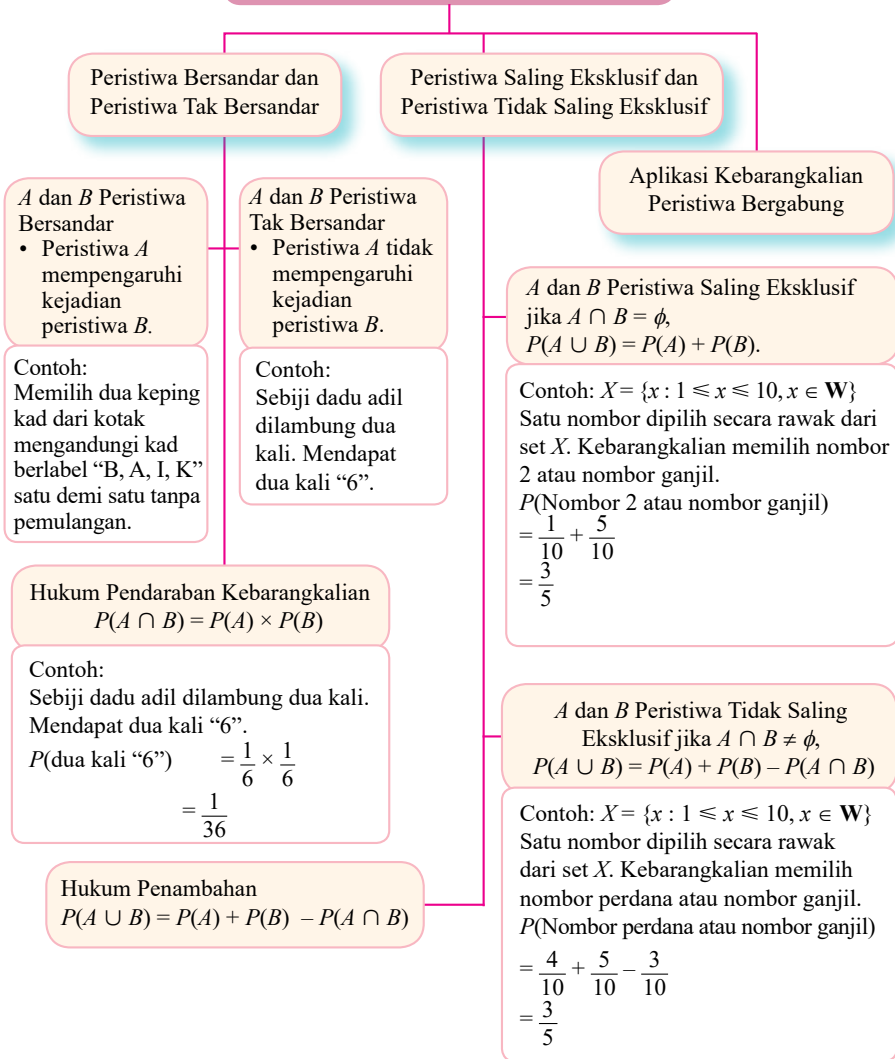 Peristiwa Bersandar dan
Peristiwa Tak Bersandar
Peristiwa Saling Eksklusif dan
Peristiwa Tidak Saling Eksklusif
Aplikasi Kebarangkalian
Peristiwa Bergabung
A dan B Peristiwa
Bersandar
• Peristiwa A
mempengaruhi
kejadian
peristiwa B.
Contoh:
Memilih dua keping
kad dari kotak
mengandungi kad
berlabel “B, A, I, K”
satu demi satu tanpa
pemulangan.
A dan B Peristiwa
Tak Bersandar
• Peristiwa A tidak
mempengaruhi
kejadian
peristiwa B.
Contoh:
Sebiji dadu adil
dilambung dua
kali. Mendapat
dua kali “6”.
Hukum Pendaraban Kebarangkalian
P(A ∩ B) = P(A) × P(B)
Contoh:
Sebiji dadu adil dilambung dua kali.
Mendapat dua kali “6”.
P(dua kali “6”) = 1/6 × 1/6
= 1/36
Hukum Penambahan
P(A ∪ B) = P(A) + P(B) – P(A ∩ B)
A dan B Peristiwa Saling Eksklusif
jika A ∩ B = ϕ,
P(A ∪ B) = P(A) + P(B).
Contoh: X = {x : 1 ⩽ x ⩽ 10, x ∈ W}
Satu nombor dipilih secara rawak dari
set X. Kebarangkalian memilih nombor
2 atau nombor ganjil.
P(Nombor 2 atau nombor ganjil)
= 1/10 + 5/10
= 3/5
A dan B Peristiwa Tidak Saling
Eksklusif jika A ∩ B ≠ ϕ,
P(A ∪ B) = P(A) + P(B) – P(A ∩ B)
Contoh: X = {x : 1 ⩽ x ⩽ 10, x ∈ W}
Satu nombor dipilih secara rawak
dari set X. Kebarangkalian memilih
nombor perdana atau nombor ganjil.
P(Nombor perdana atau nombor ganjil)
= 4/10 + 5/10 – 3/10
= 3/5